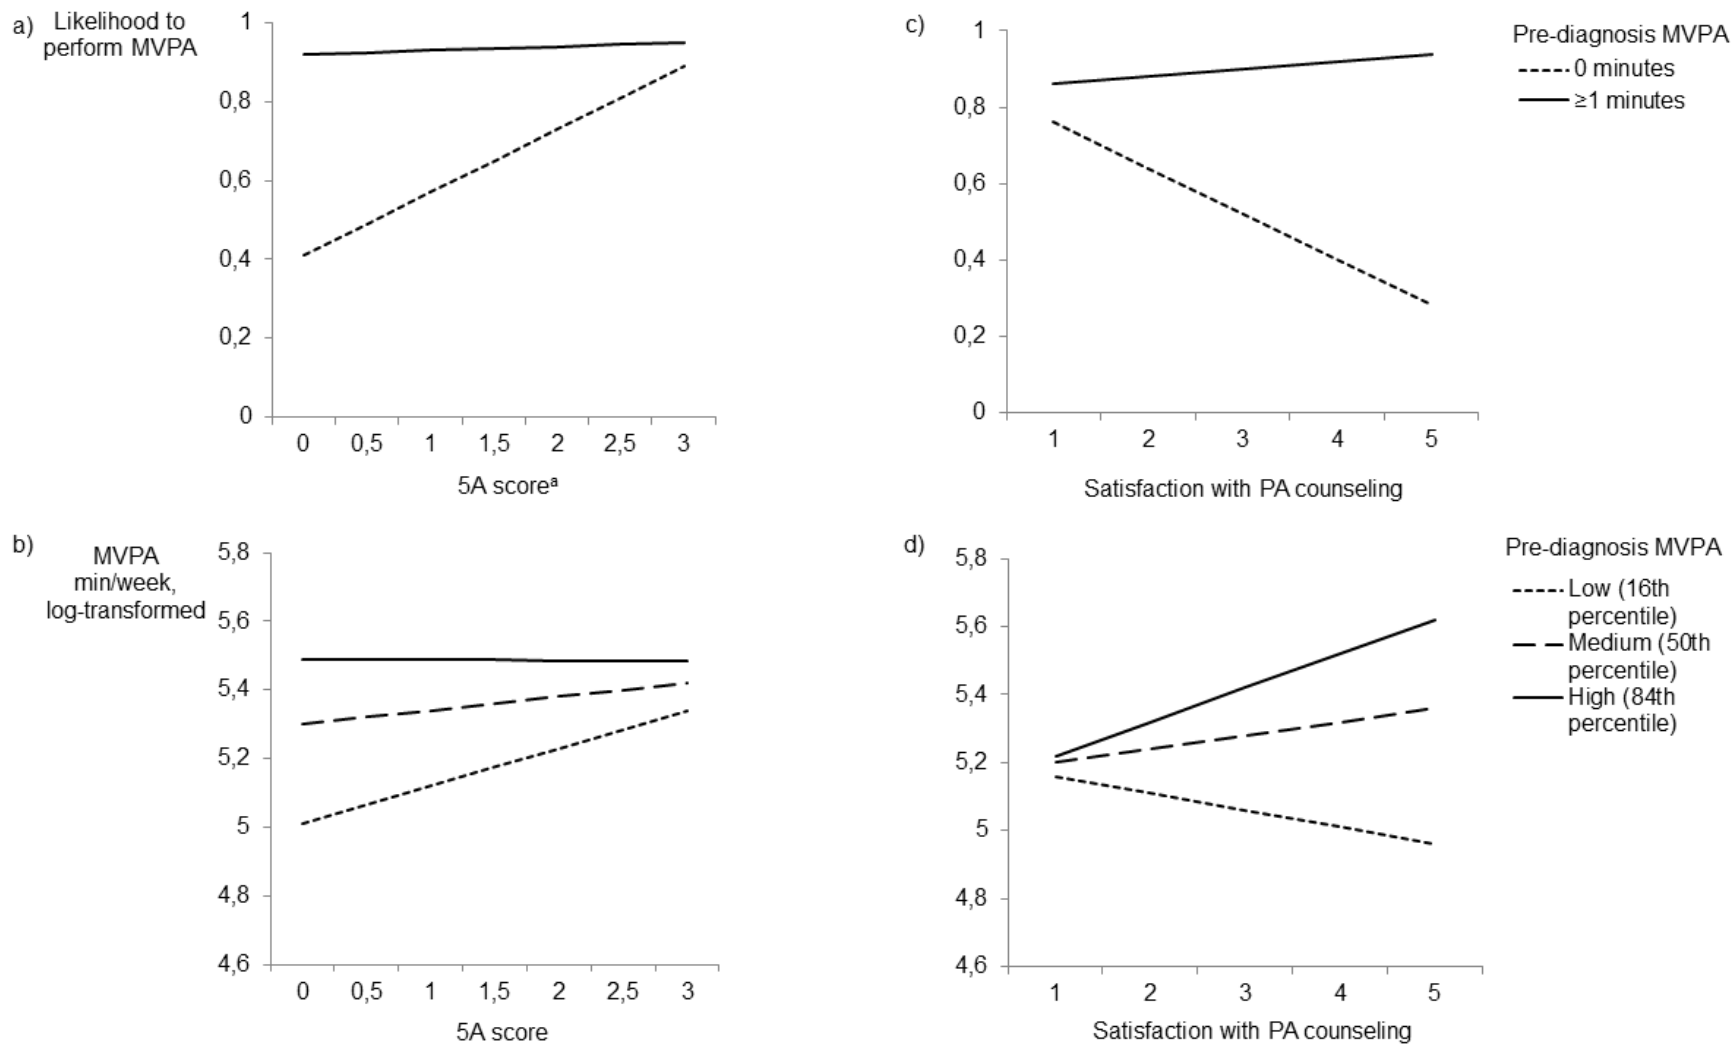 a)
Likelihood to
perform MVPA
1
0,8
0,6
0,4
0,2
0
0 0,5 1 1,5 2 2,5 3
5A scoreª
c)
1
0,8
0,6
0,4
0,2
0
1 2 3 4 5
Satisfaction with PA counseling
Pre-diagnosis MVPA
0 minutes
≥1 minutes
b)
MVPA
min/week,
log-transformed
5,8
5,6
5,4
5,2
5
4,8
4,6
0 0,5 1 1,5 2 2,5 3
5A score
d)
5,8
5,6
5,4
5,2
5
4,8
4,6
1 2 3 4 5
Satisfaction with PA counseling
Pre-diagnosis MVPA
Low (16th
percentile)
Medium (50th
percentile)
High (84th
percentile)